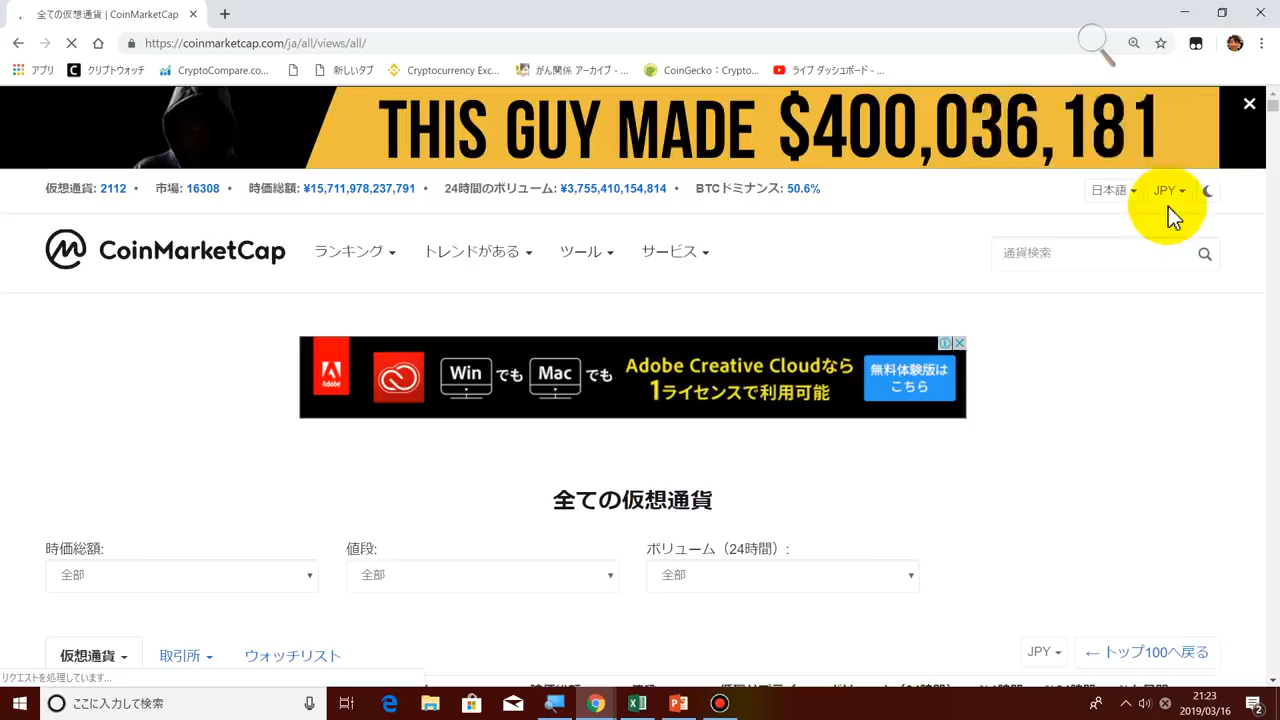 全ての仮想通貨 | CoinMarketCap
https://coinmarketcap.com/ja/all/views/all/
アプリ クリプトウォッチ CryptoCompare.co... 新しいタブ Cryptocurrency Exc... がん関係 アーカイブ - ... CoinGecko：Crypto... ライブ ダッシュボード - ...
THIS GUY MADE $400,036,181
仮想通貨: 2112 • 市場: 16308 • 時価総額: ¥15,711,978,237,791 • 24時間のボリューム: ¥3,755,410,154,814 • BTCドミナンス: 50.6% 日本語 JPY
CoinMarketCap ランキング トレンドがある ツール サービス 通貨検索
Adobe
Win でも Mac でも
Adobe Creative Cloudなら
1ライセンスで利用可能
無料体験版は
こちら
全ての仮想通貨
時価総額: 値段: ボリューム（24時間）:
全部 全部 全部
仮想通貨 取引所 ウォッチリスト JPY ← トップ100へ戻る
リクエストを処理しています...
ここに入力して検索
21:23
2019/03/16
2